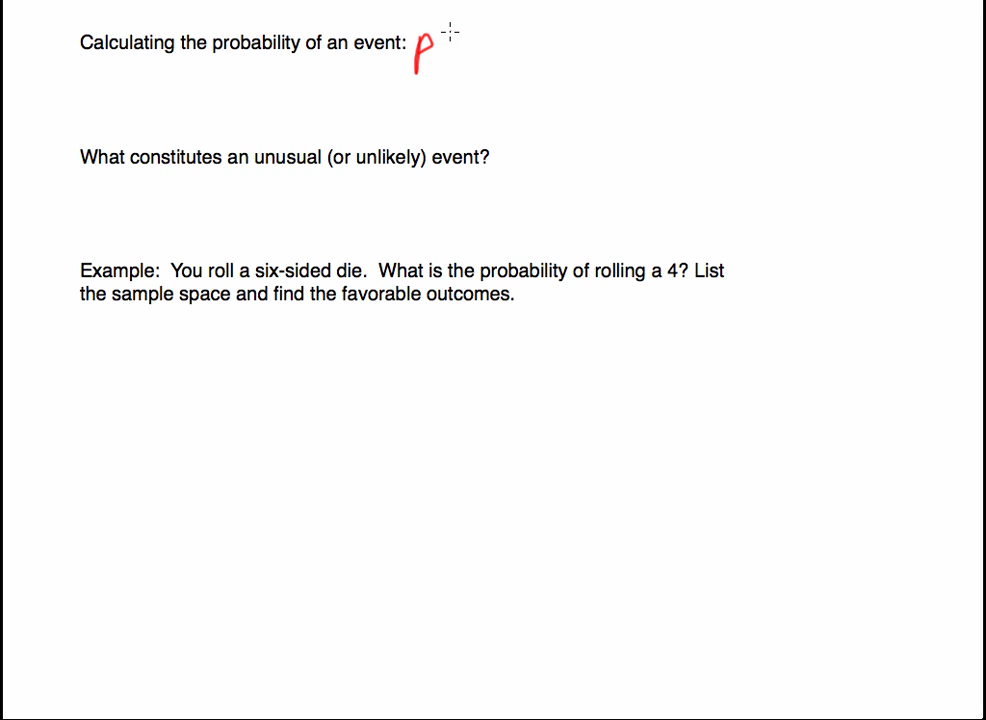 Calculating the probability of an event: P
What constitutes an unusual (or unlikely) event?
Example:  You roll a six-sided die.  What is the probability of rolling a 4? List
the sample space and find the favorable outcomes.